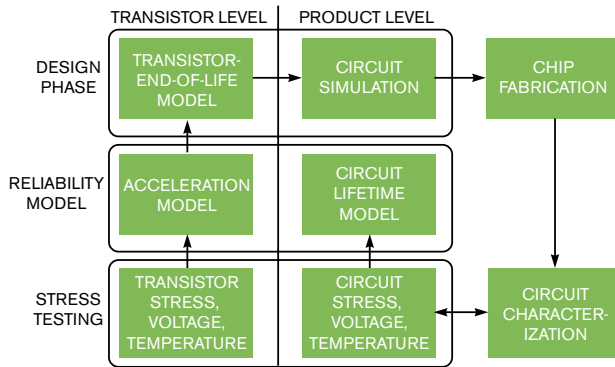 TRANSISTOR LEVEL
PRODUCT LEVEL
DESIGN
PHASE
TRANSISTOR-
END-OF-LIFE
MODEL
CIRCUIT
SIMULATION
CHIP
FABRICATION
RELIABILITY
MODEL
ACCELERATION
MODEL
CIRCUIT
LIFETIME
MODEL
STRESS
TESTING
TRANSISTOR
STRESS,
VOLTAGE,
TEMPERATURE
CIRCUIT
STRESS,
VOLTAGE,
TEMPERATURE
CIRCUIT
CHARACTER-
IZATION